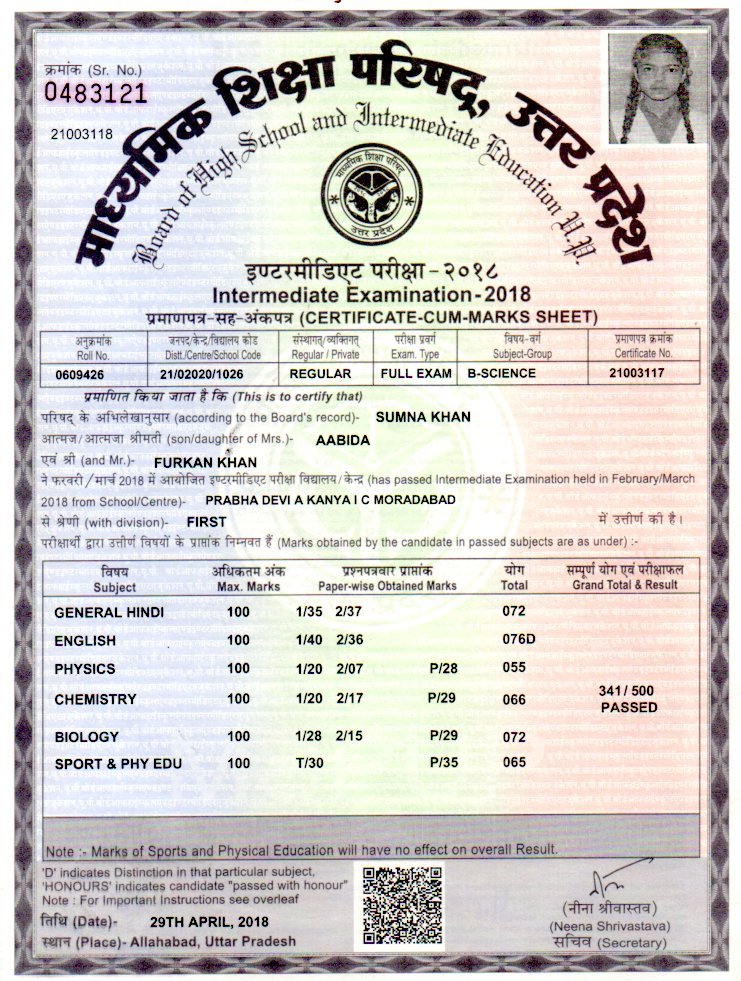 क्रमांक (Sr. No.)
0483121
21003118
माध्यमिक शिक्षा परिषद्, उत्तर प्रदेश
Board of High School and Intermediate Education U.P.
माध्यमिक शिक्षा परिषद
उत्तर प्रदेश
इण्टरमीडिएट परीक्षा - २०१८
Intermediate Examination - 2018
प्रमाणपत्र-सह-अंकपत्र (CERTIFICATE-CUM-MARKS SHEET)
अनुक्रमांक जनपद/केन्द्र/विद्यालय कोड संस्थागत्/व्यक्तिगत् परीक्षा प्रवर्ग विषय-वर्ग प्रमाणपत्र क्रमांक
Roll No. Distt./Centre/School Code Regular / Private Exam. Type Subject-Group Certificate No.
0609426 21/02020/1026 REGULAR FULL EXAM B-SCIENCE 21003117
प्रमाणित किया जाता है कि (This is to certify that)
परिषद् के अभिलेखानुसार (according to the Board's record)- SUMNA KHAN
आत्मज/आत्मजा श्रीमती (son/daughter of Mrs.)- AABIDA
एवं श्री (and Mr.)- FURKAN KHAN
ने फरवरी/मार्च 2018 में आयोजित इण्टरमीडिएट परीक्षा विद्यालय/केन्द्र (has passed Intermediate Examination held in February/March
2018 from School/Centre)- PRABHA DEVI A KANYA I C MORADABAD
से श्रेणी (with division)- FIRST में उत्तीर्ण की है।
परीक्षार्थी द्वारा उत्तीर्ण विषयों के प्राप्तांक निम्नवत हैं (Marks obtained by the candidate in passed subjects are as under) :-
विषय अधिकतम अंक प्रश्नपत्रवार प्राप्तांक योग सम्पूर्ण योग एवं परीक्षाफल
Subject Max. Marks Paper-wise Obtained Marks Total Grand Total & Result
GENERAL HINDI 100 1/35 2/37 072
ENGLISH 100 1/40 2/36 076D
PHYSICS 100 1/20 2/07 P/28 055
CHEMISTRY 100 1/20 2/17 P/29 066
341 / 500
PASSED
BIOLOGY 100 1/28 2/15 P/29 072
SPORT & PHY EDU 100 T/30 P/35 065
Note :- Marks of Sports and Physical Education will have no effect on overall Result.
'D' indicates Distinction in that particular subject,
'HONOURS' indicates candidate "passed with honour"
Note : For Important Instructions see overleaf
तिथि (Date)- 29TH APRIL, 2018
स्थान (Place)- Allahabad, Uttar Pradesh
(नीना श्रीवास्तव)
(Neena Shrivastava)
सचिव (Secretary)